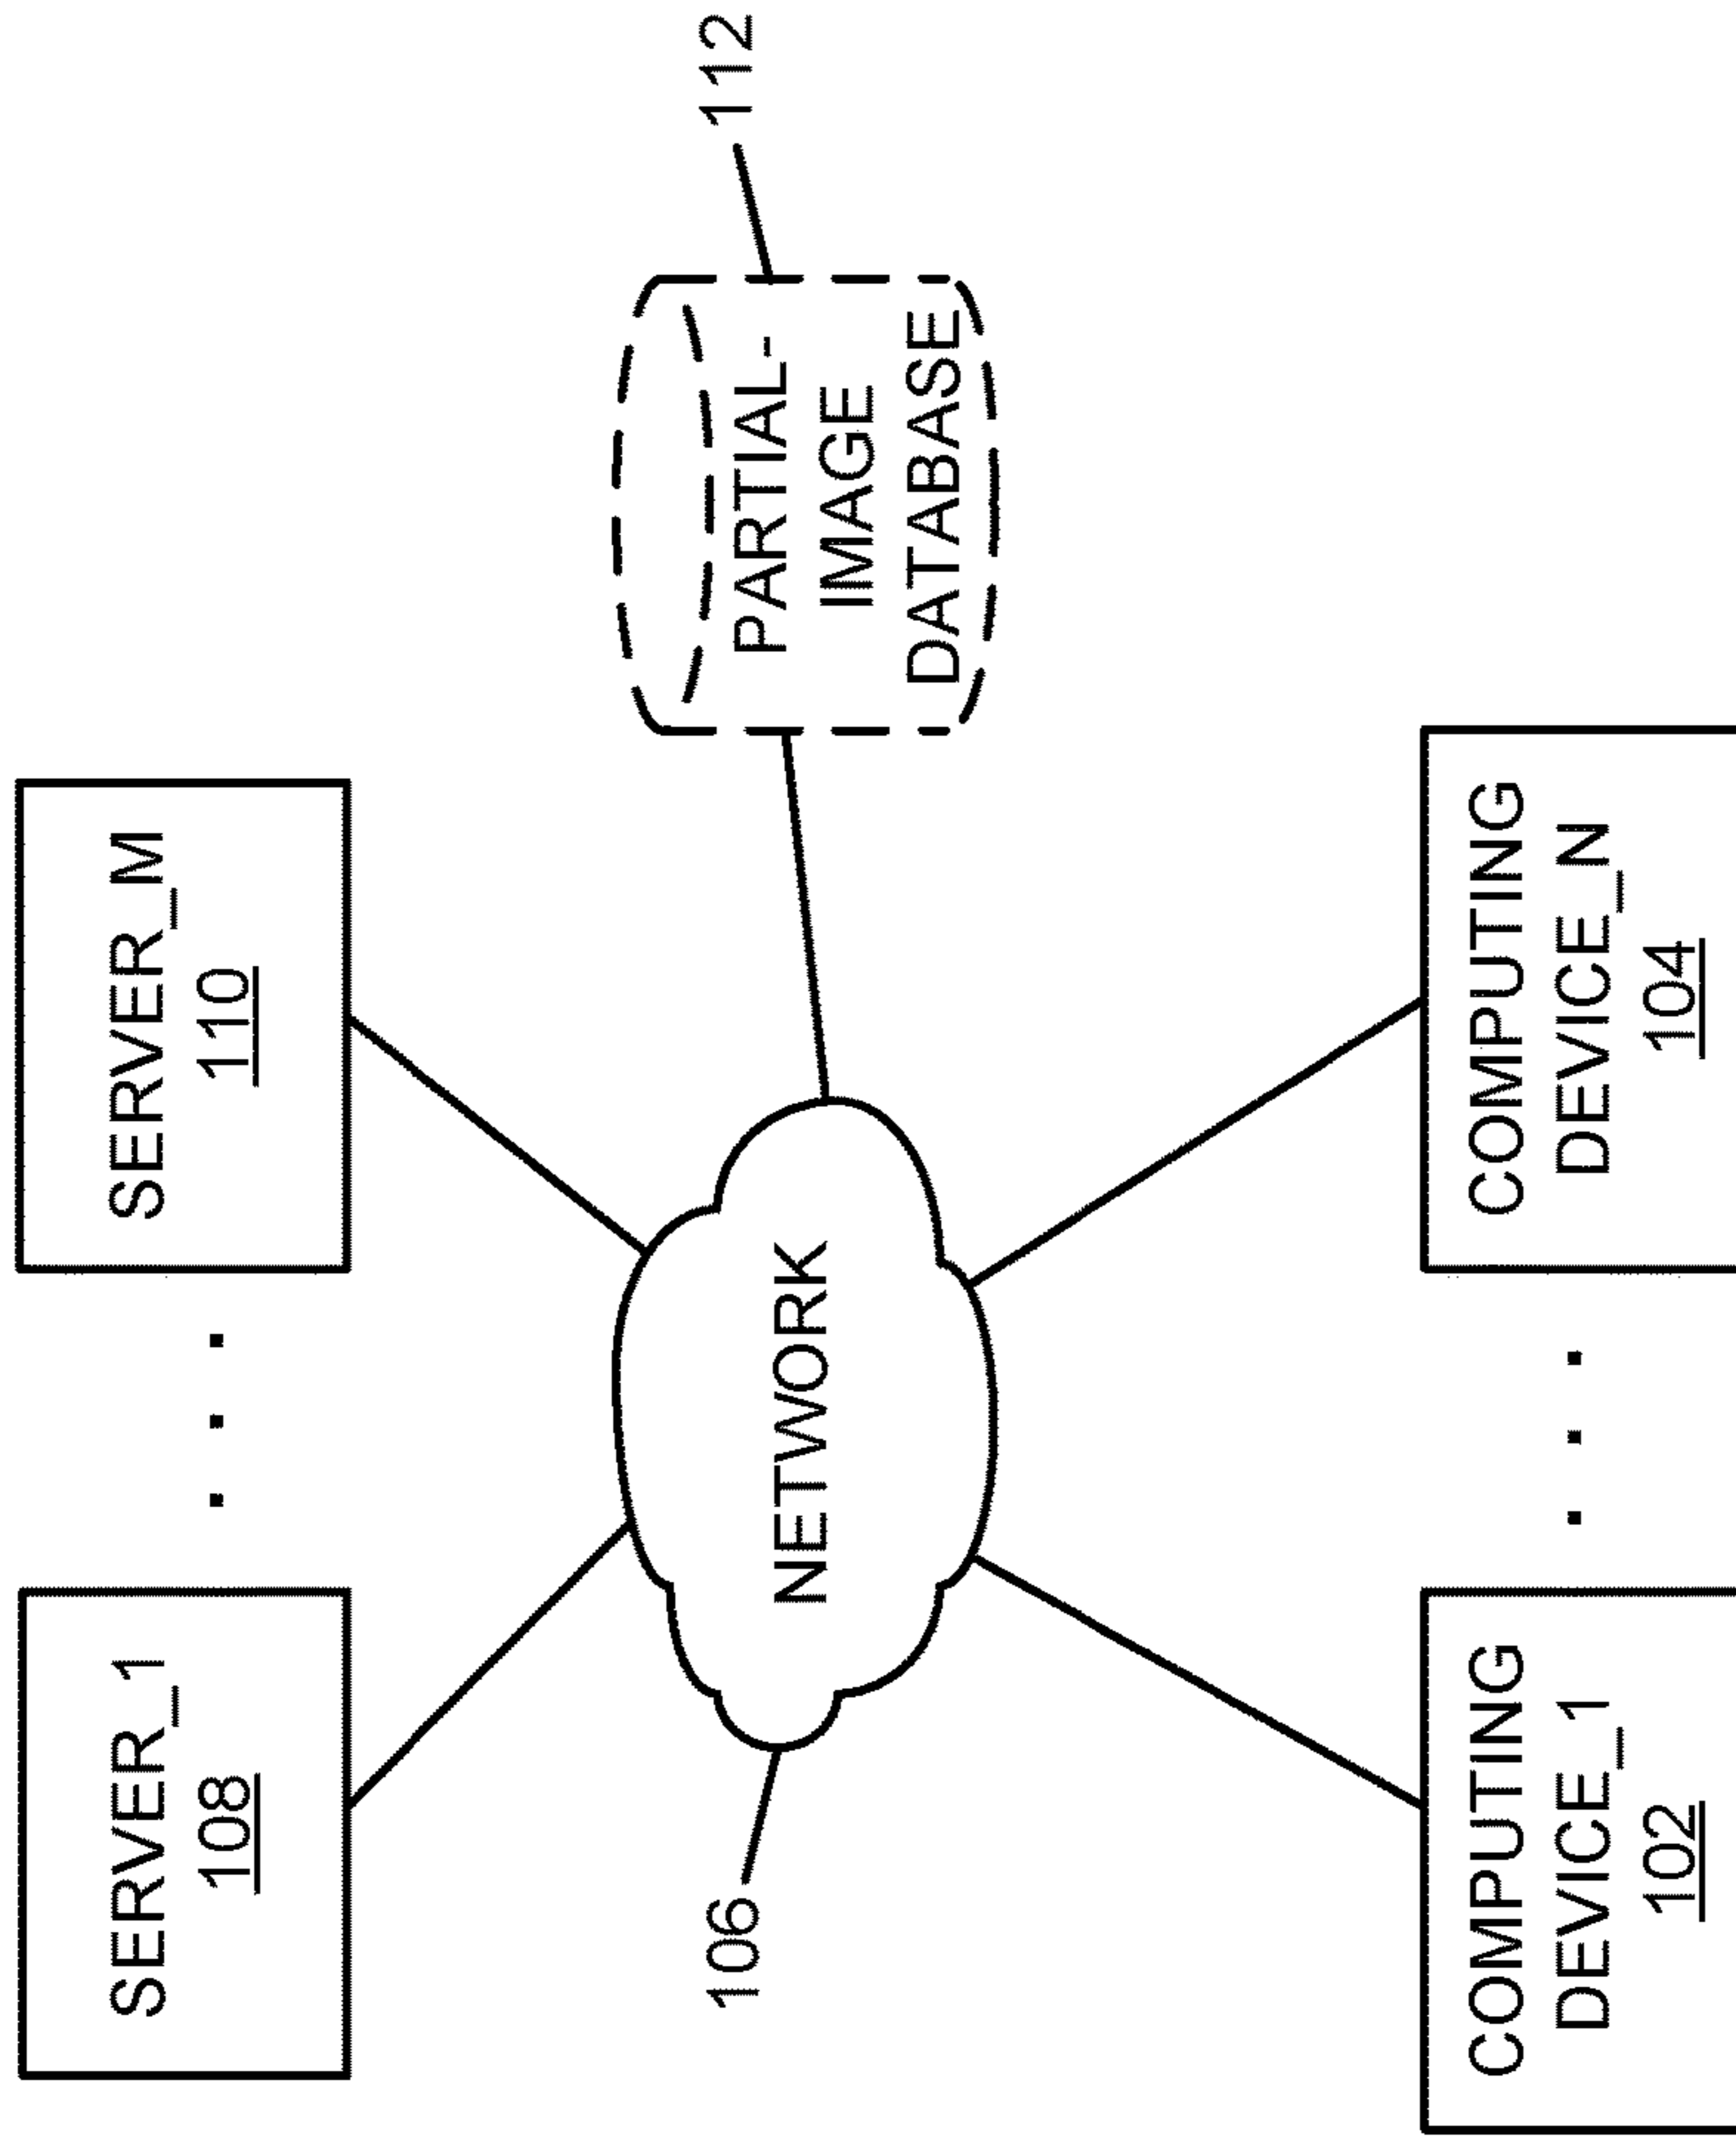 SERVER_1
108
SERVER_M
110
106
NETWORK
PARTIAL-
IMAGE
DATABASE
112
COMPUTING
DEVICE_1
102
COMPUTING
DEVICE_N
104